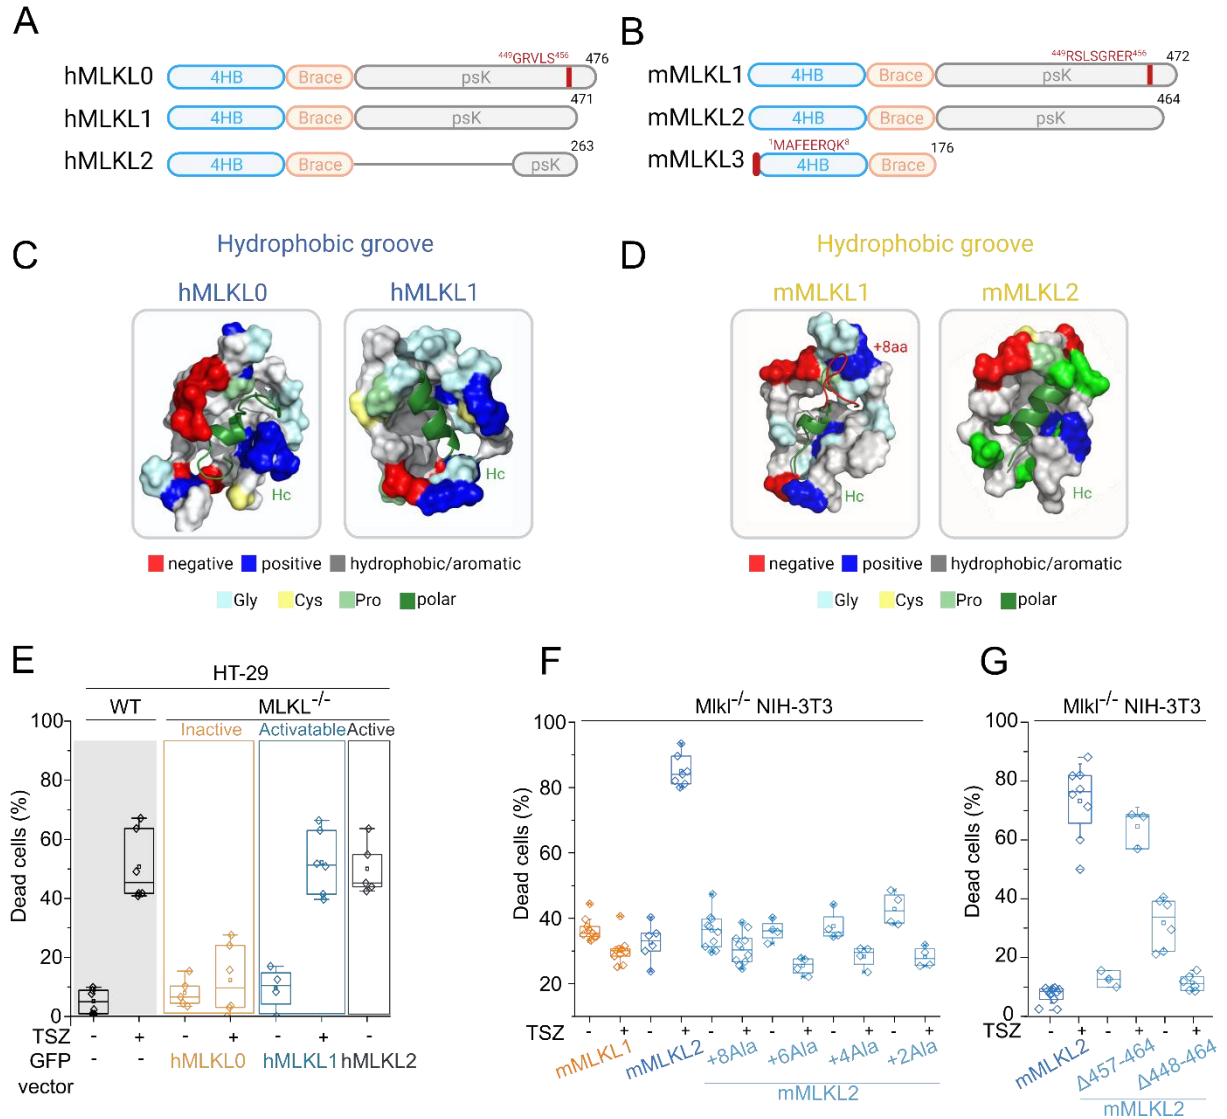 A
hMLKL0 4HB Brace psK ⁴⁴⁹GRVLS⁴⁵⁶ 476
hMLKL1 4HB Brace psK 471
hMLKL2 4HB Brace psK 263
B
mMLKL1 4HB Brace psK ⁴⁴⁹RSLSGRER⁴⁵⁶ 472
mMLKL2 4HB Brace psK 464
mMLKL3 ¹MAFEERQK⁸ 4HB Brace 176
C
Hydrophobic groove
hMLKL0 hMLKL1
Hc Hc
negative positive hydrophobic/aromatic
Gly Cys Pro polar
D
Hydrophobic groove
mMLKL1 mMLKL2
+8aa
Hc Hc
negative positive hydrophobic/aromatic
Gly Cys Pro polar
E
HT-29
WT MLKL⁻/⁻
Inactive Activatable Active
Dead cells (%)
100
80
60
40
20
0
TSZ - + - + - + -
GFP vector - - hMLKL0 hMLKL1 hMLKL2
F
Mlkl⁻/⁻ NIH-3T3
Dead cells (%)
100
80
60
40
20
TSZ - + - + - + - + - + - +
mMLKL1 mMLKL2 +8Ala +6Ala +4Ala +2Ala
mMLKL2
G
Mlkl⁻/⁻ NIH-3T3
Dead cells (%)
100
80
60
40
20
0
TSZ - + - + - +
mMLKL2 Δ457-464 Δ448-464
mMLKL2